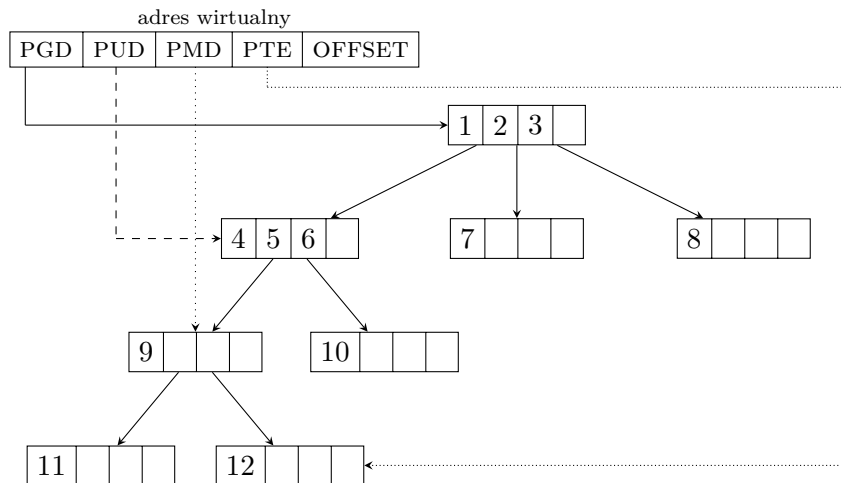 adres wirtualny
PGD PUD PMD PTE OFFSET
1 2 3
4 5 6 7 8
9 10
11 12